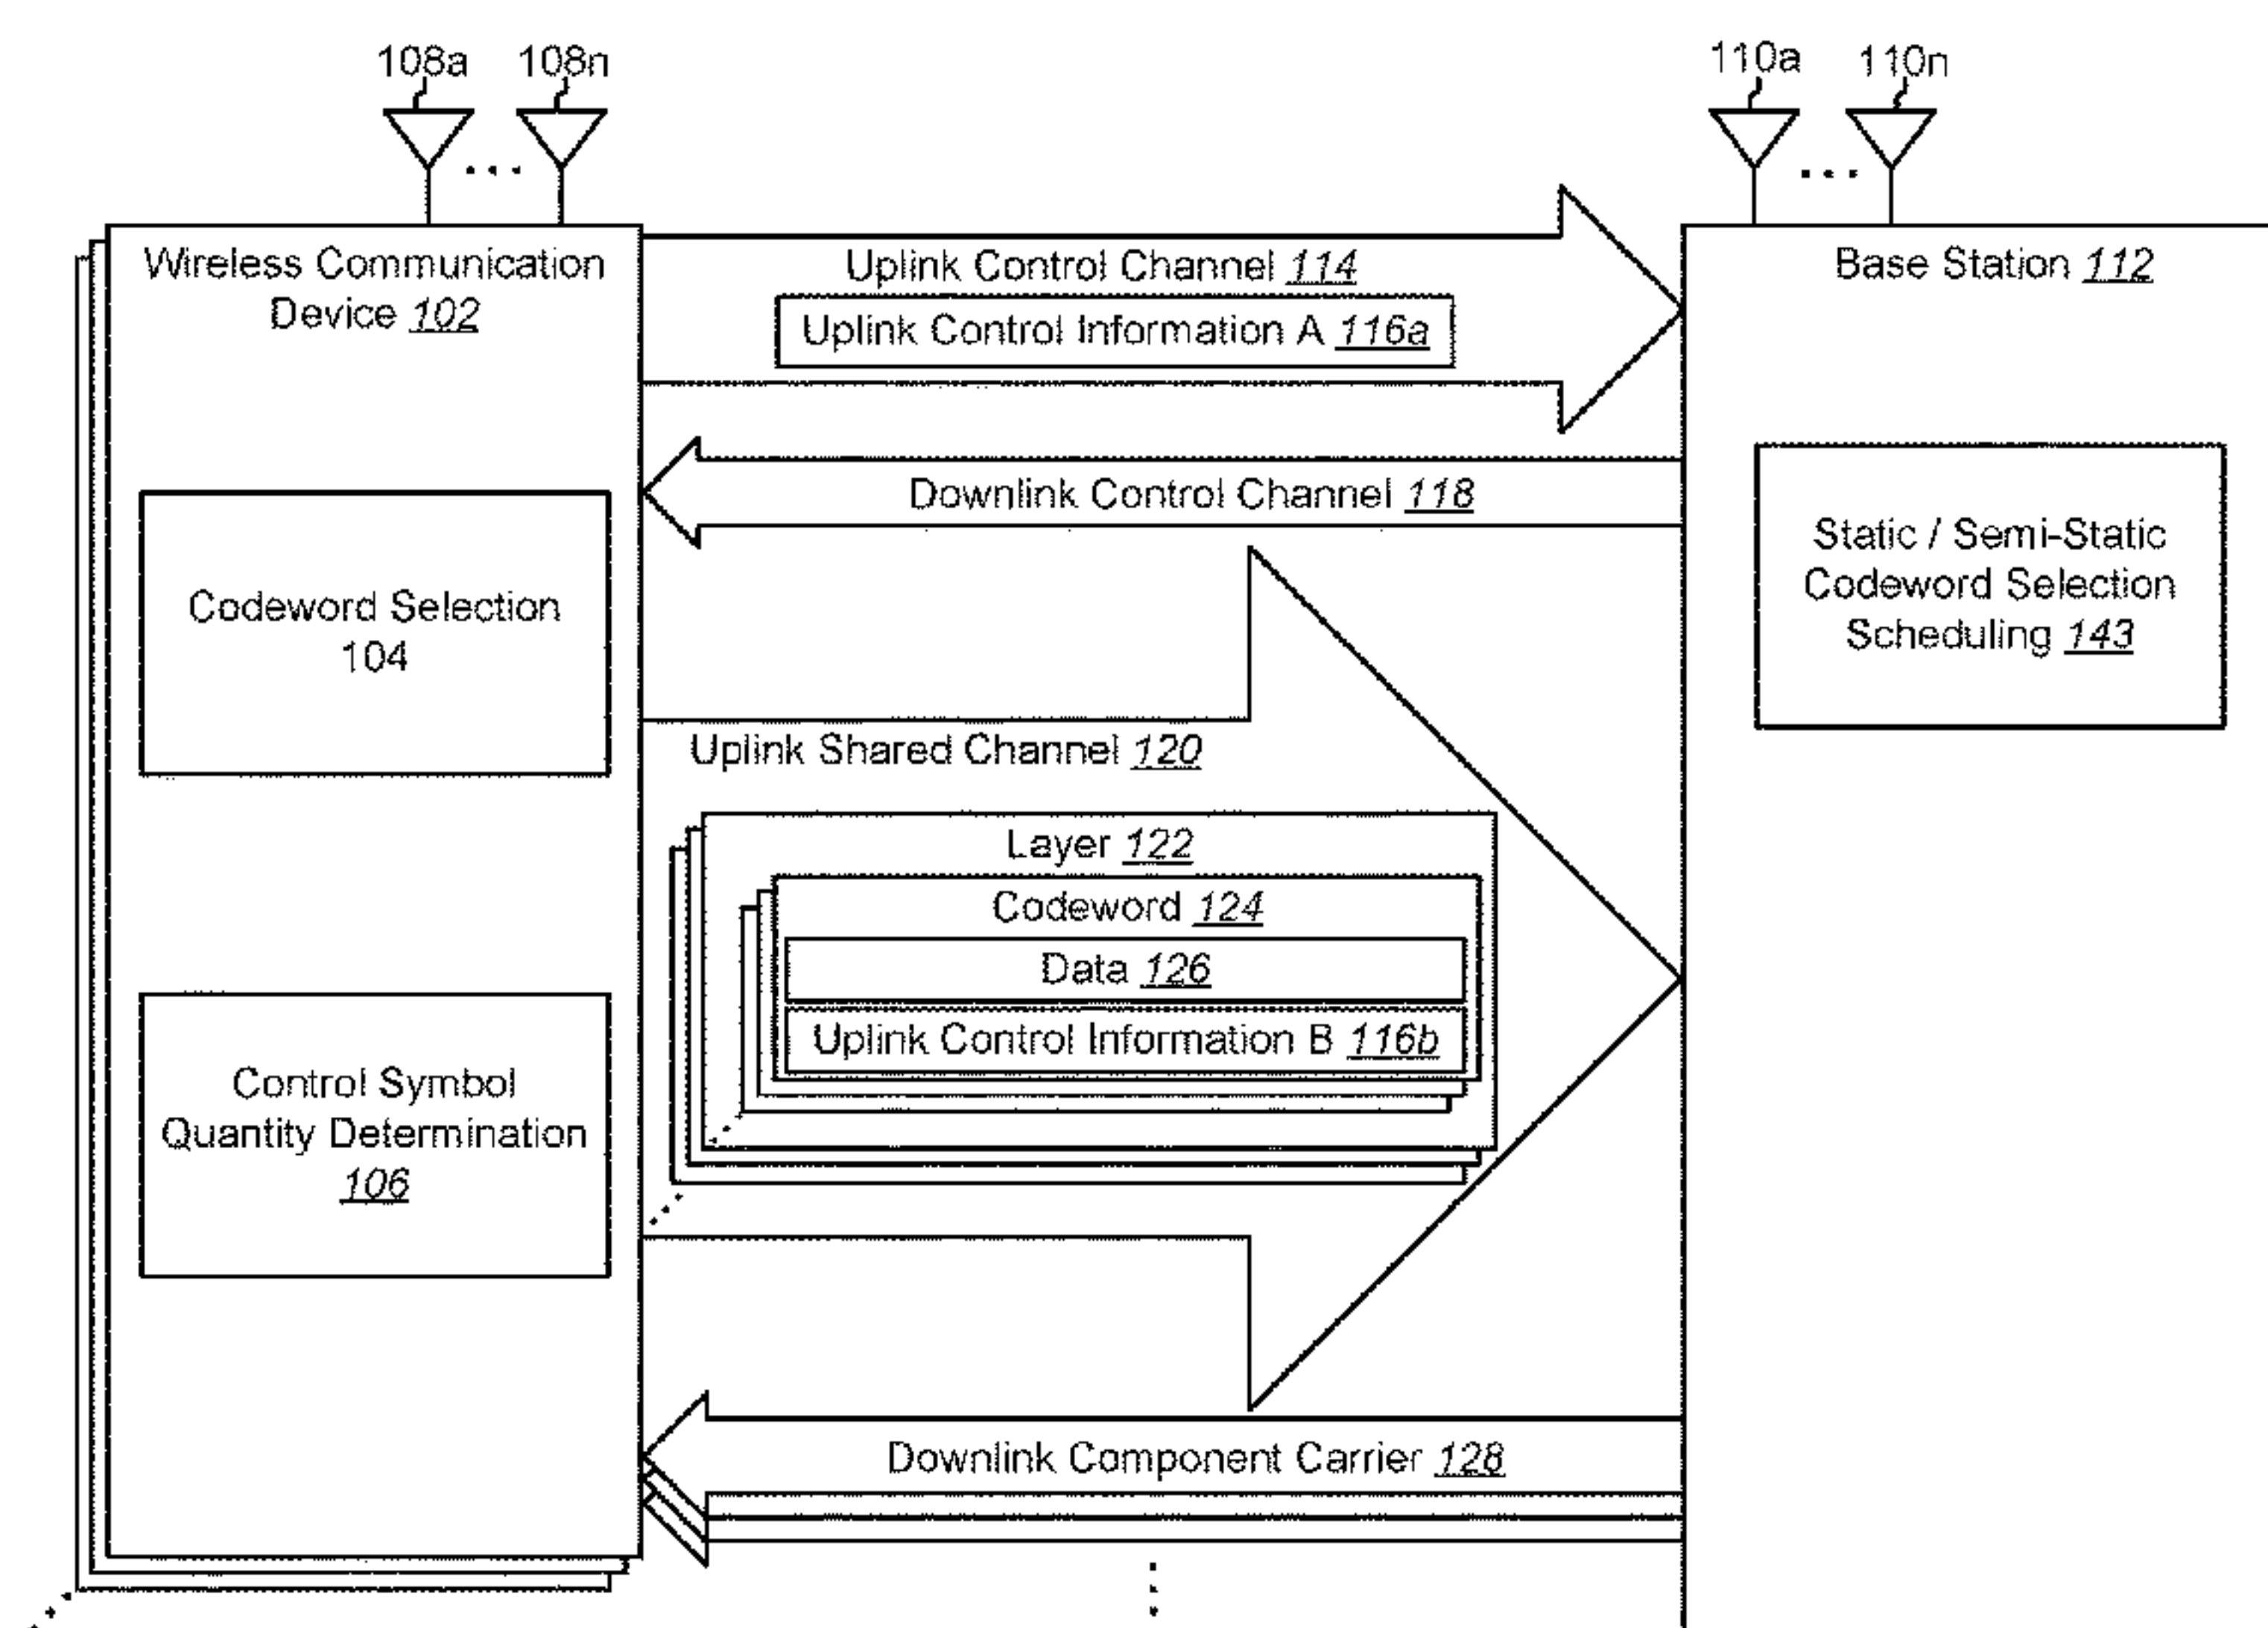 108a 108n
110a 110n
Wireless Communication
Device 102
Codeword Selection
104
Control Symbol
Quantity Determination
106
Uplink Control Channel 114
Uplink Control Information A 116a
Downlink Control Channel 118
Uplink Shared Channel 120
Layer 122
Codeword 124
Data 126
Uplink Control Information B 116b
Downlink Component Carrier 128
Base Station 112
Static / Semi-Static
Codeword Selection
Scheduling 143